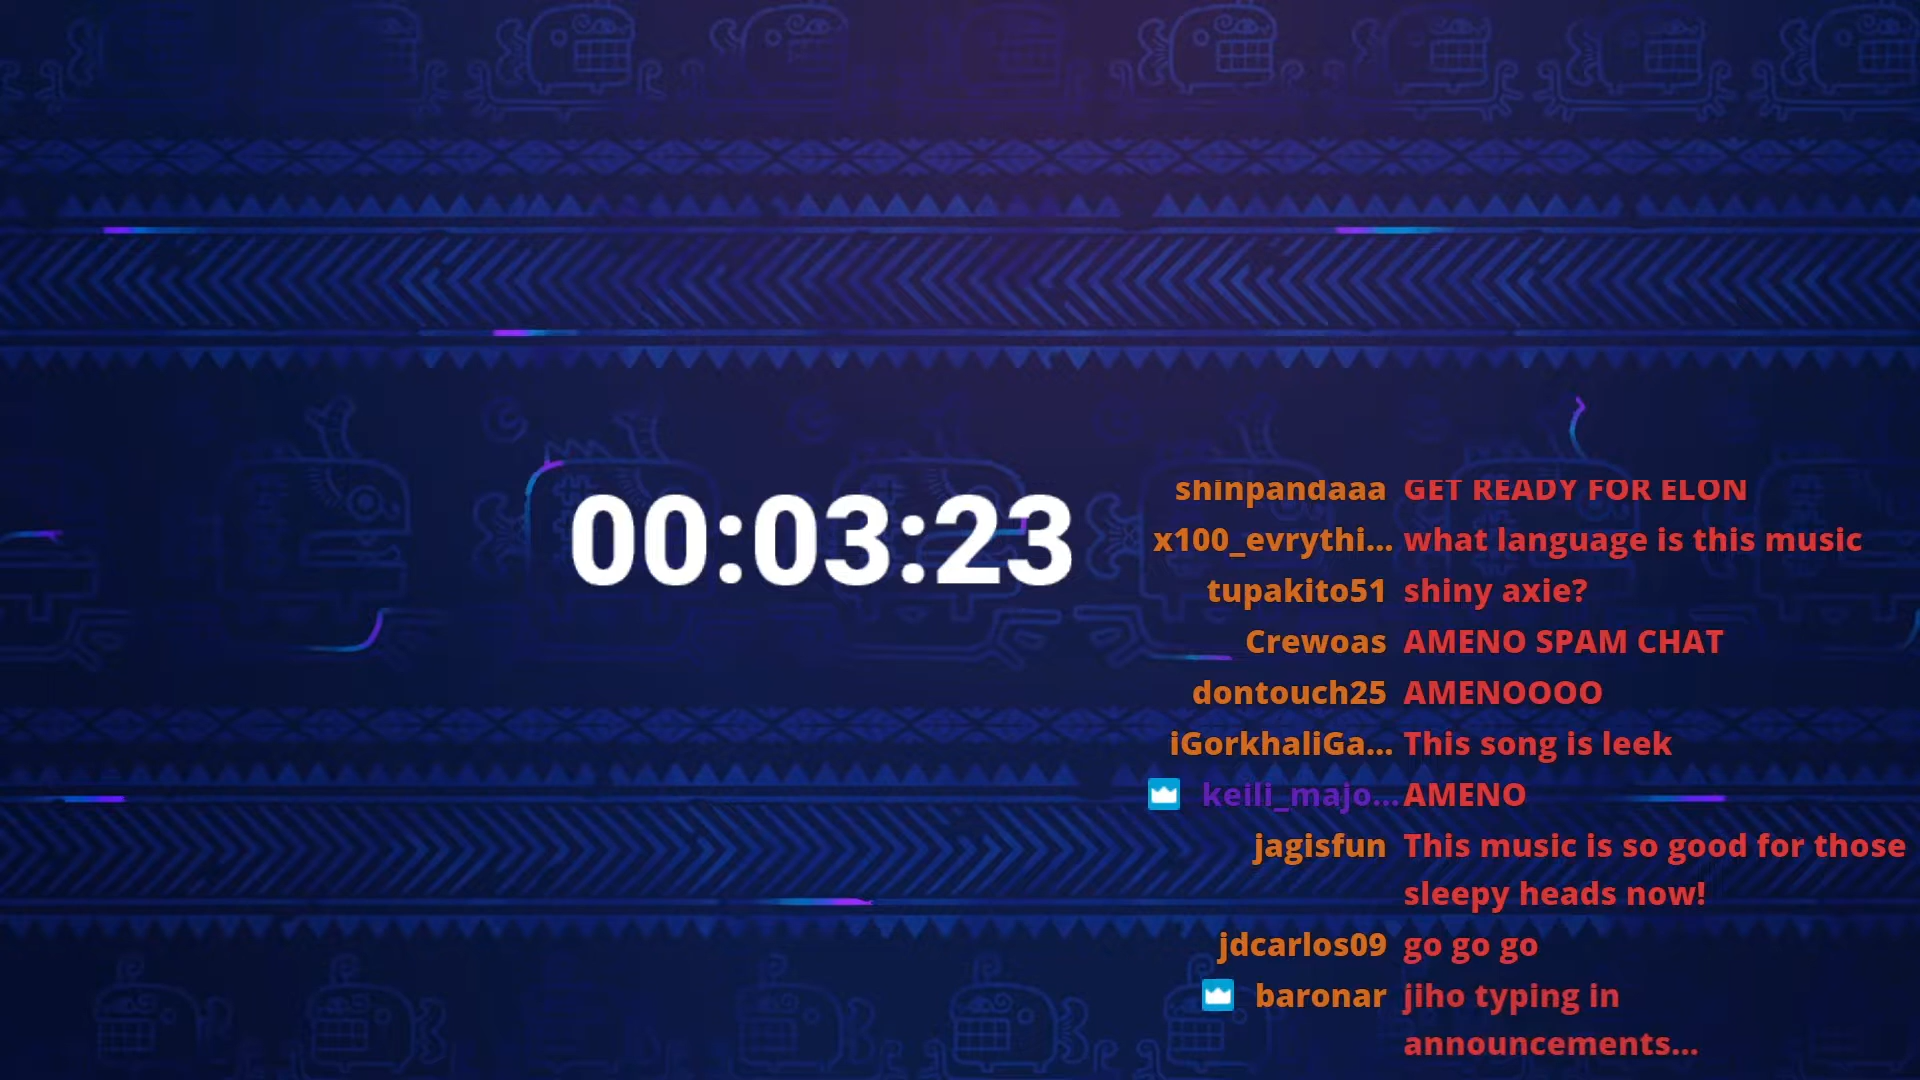 00:03:23
shinpandaaa GET READY FOR ELON
x100_evrythi... what language is this music
tupakito51 shiny axie?
Crewoas AMENO SPAM CHAT
dontouch25 AMENOOOO
iGorkhaliGa... This song is leek
keili_majo... AMENO
jagisfun This music is so good for those
sleepy heads now!
jdcarlos09 go go go
baronar jiho typing in
announcements...